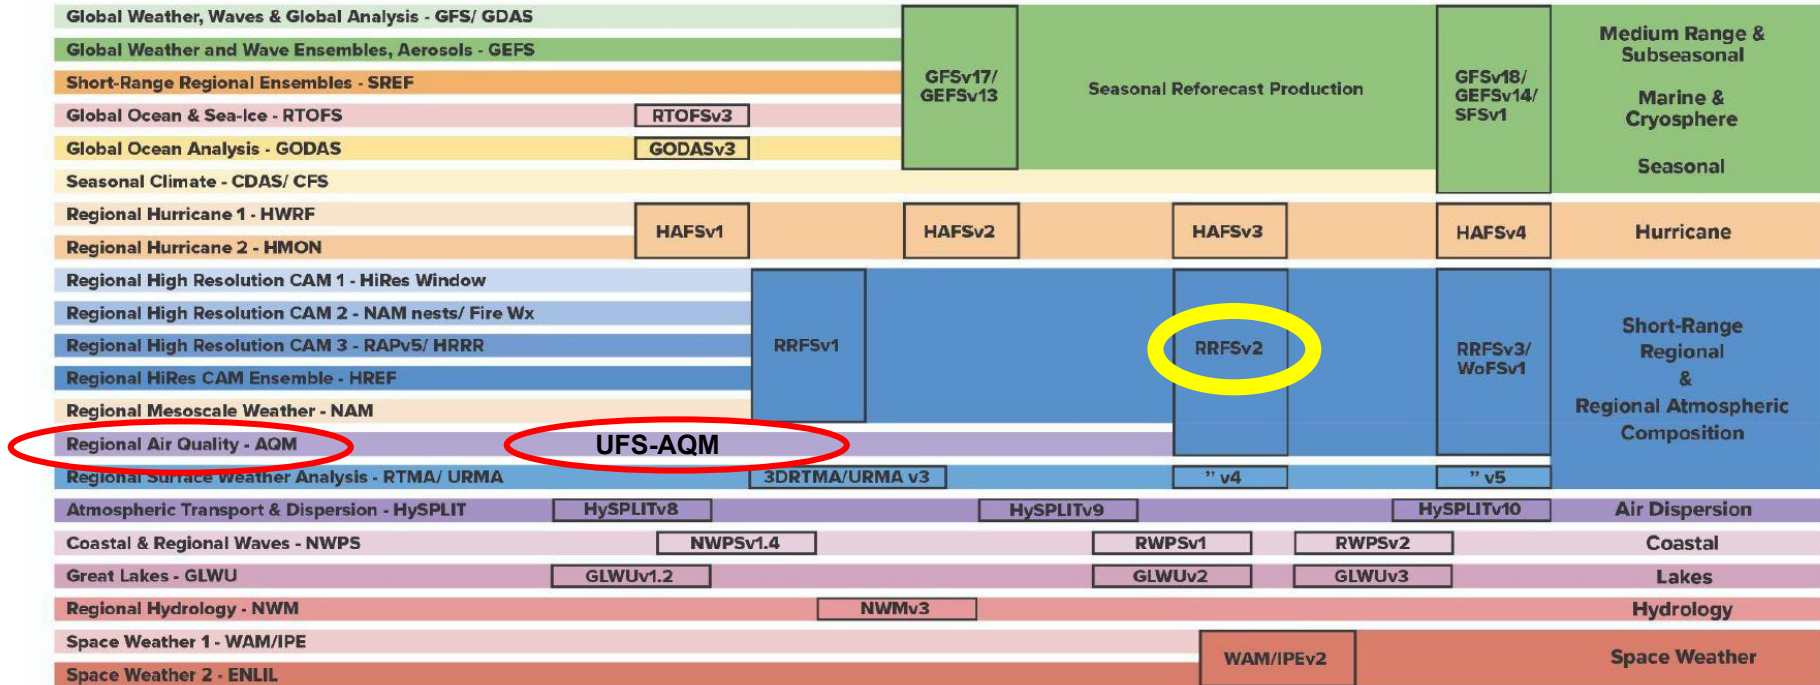 Global Weather, Waves & Global Analysis - GFS/ GDAS
Global Weather and Wave Ensembles, Aerosols - GEFS
Short-Range Regional Ensembles - SREF
Global Ocean & Sea-Ice - RTOFS
Global Ocean Analysis - GODAS
Seasonal Climate - CDAS/ CFS
RTOFSv3
GODASv3
GFSv17/
GEFSv13
Seasonal Reforecast Production
GFSv18/
GEFSv14/
SFSv1
Medium Range &
Subseasonal
Marine &
Cryosphere
Seasonal
Regional Hurricane 1 - HWRF
Regional Hurricane 2 - HMON
HAFSv1
HAFSv2
HAFSv3
HAFSv4
Hurricane
Regional High Resolution CAM 1 - HiRes Window
Regional High Resolution CAM 2 - NAM nests/ Fire Wx
Regional High Resolution CAM 3 - RAPv5/ HRRR
Regional HiRes CAM Ensemble - HREF
Regional Mesoscale Weather - NAM
Regional Air Quality - AQM
UFS-AQM
RRFSv1
RRFSv2
RRFSv3/
WoFSv1
Short-Range
Regional
&
Regional Atmospheric
Composition
Regional Surface Weather Analysis - RTMA/ URMA
3DRTMA/URMA v3
" v4
" v5
Atmospheric Transport & Dispersion - HySPLIT
HySPLITv8
HySPLITv9
HySPLITv10
Air Dispersion
Coastal & Regional Waves - NWPS
NWPSv1.4
RWPSv1
RWPSv2
Coastal
Great Lakes - GLWU
GLWUv1.2
GLWUv2
GLWUv3
Lakes
Regional Hydrology - NWM
NWMv3
Hydrology
Space Weather 1 - WAM/IPE
Space Weather 2 - ENLIL
WAM/IPEv2
Space Weather